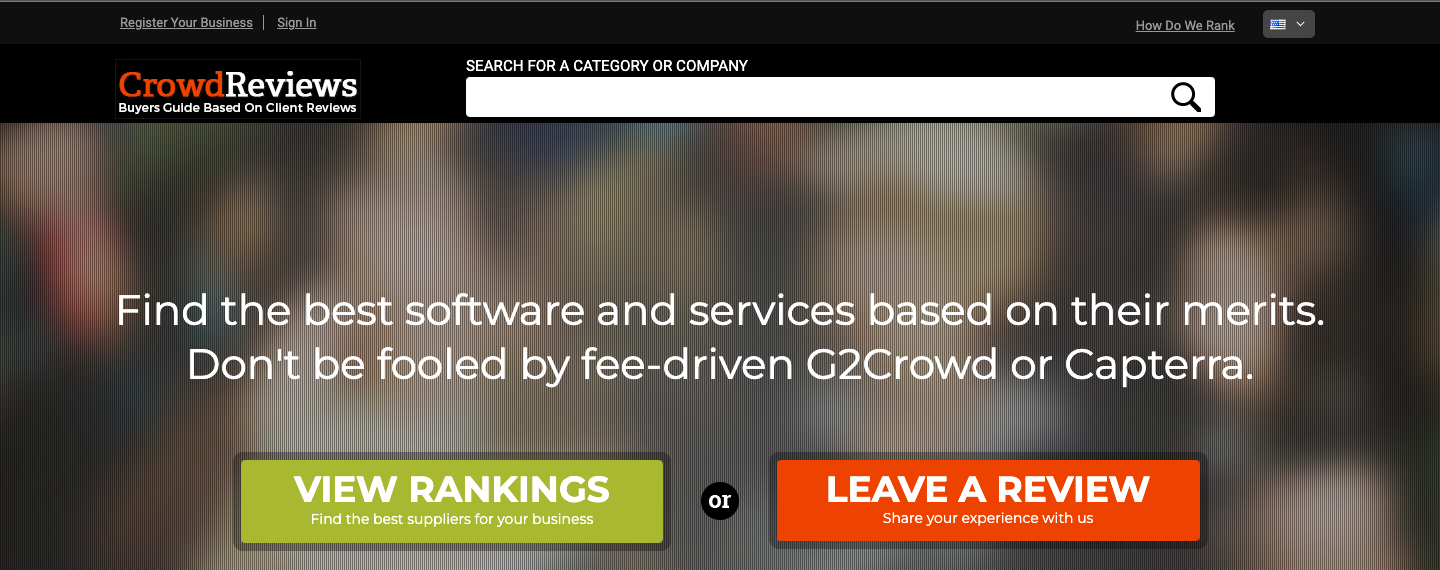 Register Your Business
Sign In
How Do We Rank
CrowdReviews
Buyers Guide Based On Client Reviews
SEARCH FOR A CATEGORY OR COMPANY
Find the best software and services based on their merits.
Don't be fooled by fee-driven G2Crowd or Capterra.
VIEW RANKINGS
Find the best suppliers for your business
or
LEAVE A REVIEW
Share your experience with us